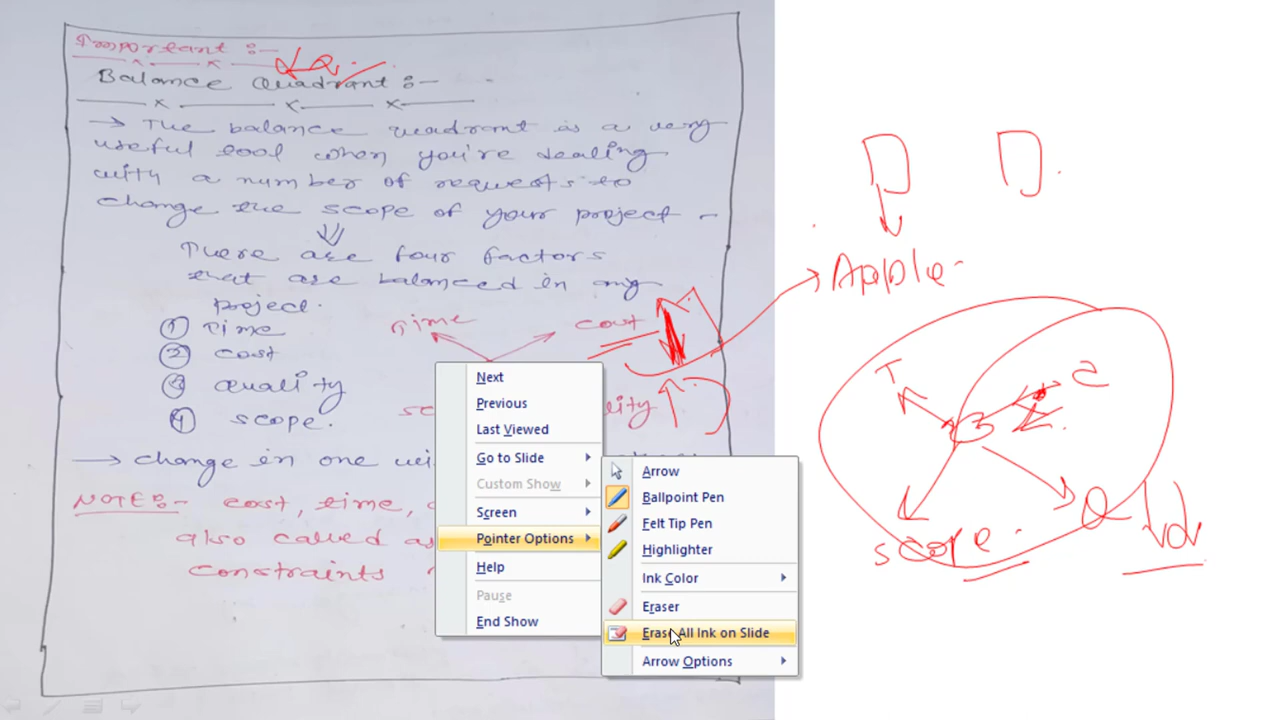 Important :-
Balance Quadrant :-
→ The balance quadrant is a very
useful tool when you're dealing
with a number of requests to
change the scope of your project -
There are four factors
that are balanced in any
project.
① Time
② cost
③ Quality
④ scope.
Time
cost
→ change in one
NOTE:- cost, time,
also called as
constraints
Next
Previous
Last Viewed
Go to Slide
Custom Show
Screen
Pointer Options
Help
Pause
End Show
Arrow
Ballpoint Pen
Felt Tip Pen
Highlighter
Ink Color
Eraser
Erase All Ink on Slide
Arrow Options
Apple
T
C
scope
Q